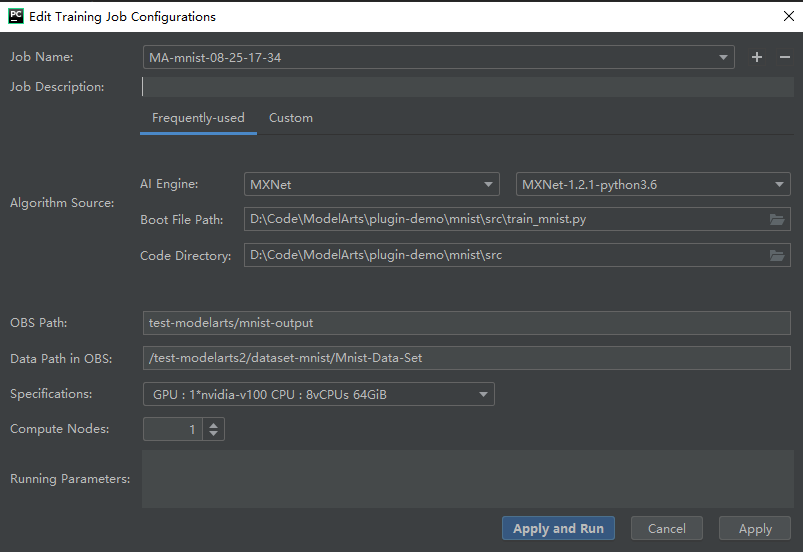 PC Edit Training Job Configurations
Job Name: MA-mnist-08-25-17-34
Job Description:
Frequently-used Custom
AI Engine: MXNet MXNet-1.2.1-python3.6
Algorithm Source:
Boot File Path: D:\Code\ModelArts\plugin-demo\mnist\src\train_mnist.py
Code Directory: D:\Code\ModelArts\plugin-demo\mnist\src
OBS Path: test-modelarts/mnist-output
Data Path in OBS: /test-modelarts2/dataset-mnist/Mnist-Data-Set
Specifications: GPU : 1*nvidia-v100 CPU : 8vCPUs 64GiB
Compute Nodes: 1
Running Parameters:
Apply and Run Cancel Apply